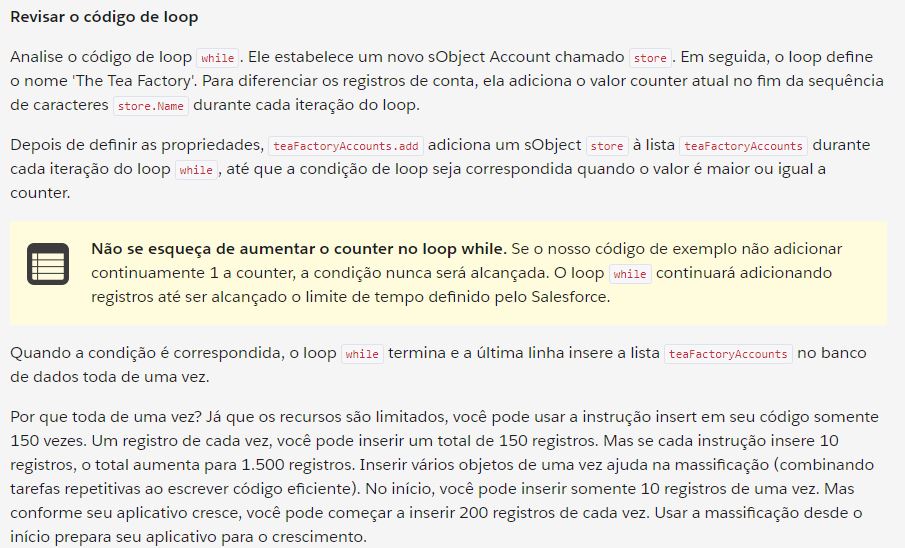 Revisar o código de loop
Analise o código de loop while. Ele estabelece um novo sObject Account chamado store. Em seguida, o loop define
o nome 'The Tea Factory'. Para diferenciar os registros de conta, ela adiciona o valor counter atual no fim da sequência
de caracteres store.Name durante cada iteração do loop.
Depois de definir as propriedades, teaFactoryAccounts.add adiciona um sObject store à lista teaFactoryAccounts durante
cada iteração do loop while, até que a condição de loop seja correspondida quando o valor é maior ou igual a
counter.
Não se esqueça de aumentar o counter no loop while. Se o nosso código de exemplo não adicionar
continuamente 1 a counter, a condição nunca será alcançada. O loop while continuará adicionando
registros até ser alcançado o limite de tempo definido pelo Salesforce.
Quando a condição é correspondida, o loop while termina e a última linha insere a lista teaFactoryAccounts no banco
de dados toda de uma vez.
Por que toda de uma vez? Já que os recursos são limitados, você pode usar a instrução insert em seu código somente
150 vezes. Um registro de cada vez, você pode inserir um total de 150 registros. Mas se cada instrução insere 10
registros, o total aumenta para 1.500 registros. Inserir vários objetos de uma vez ajuda na massificação (combinando
tarefas repetitivas ao escrever código eficiente). No início, você pode inserir somente 10 registros de uma vez. Mas
conforme seu aplicativo cresce, você pode começar a inserir 200 registros de cada vez. Usar a massificação desde o
início prepara seu aplicativo para o crescimento.